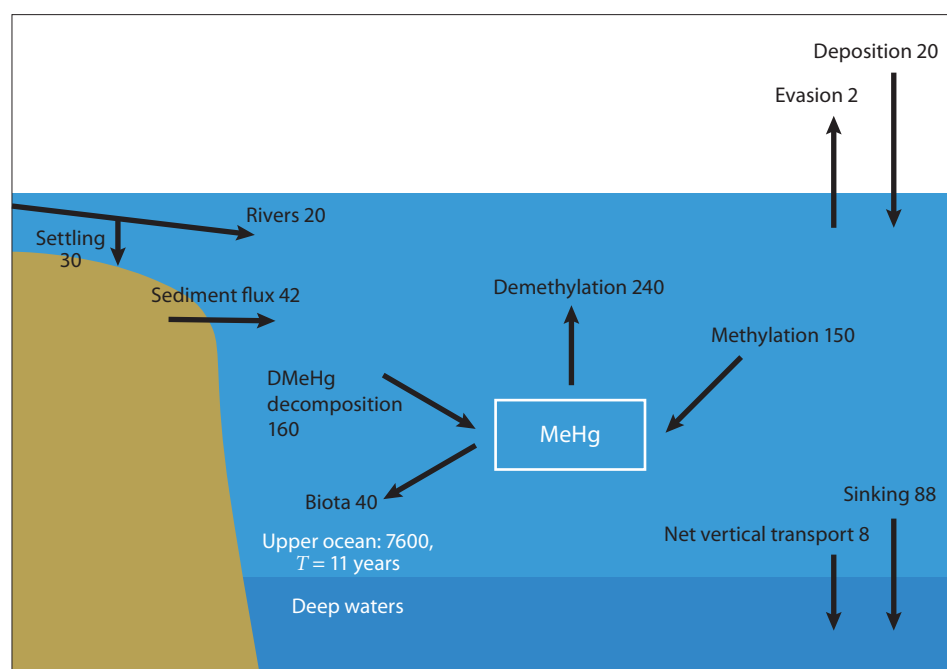 Deposition 20
Evasion 2
Rivers 20
Settling
30
Sediment flux 42
Demethylation 240
Methylation 150
DMeHg
decomposition
160
MeHg
Biota 40
Sinking 88
Net vertical transport 8
Upper ocean: 7600,
T = 11 years
Deep waters